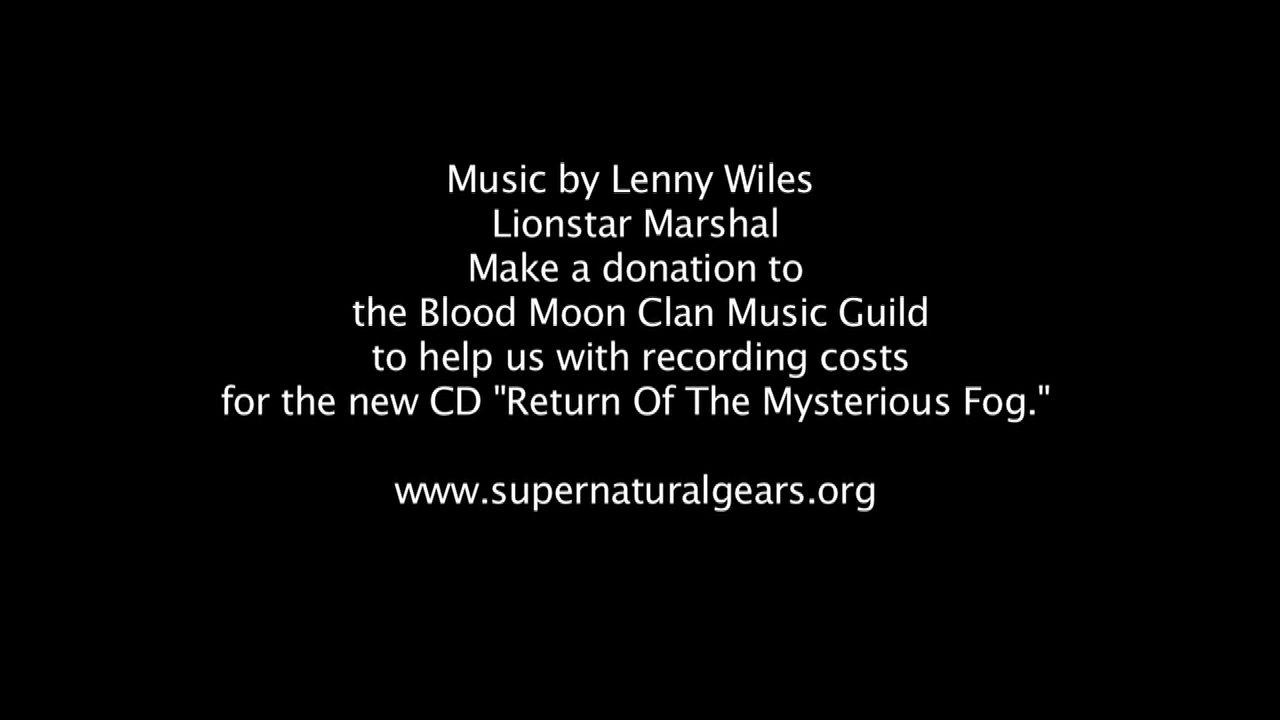 Music by Lenny Wiles
Lionstar Marshal
Make a donation to
the Blood Moon Clan Music Guild
to help us with recording costs
for the new CD "Return Of The Mysterious Fog."
www.supernaturalgears.org